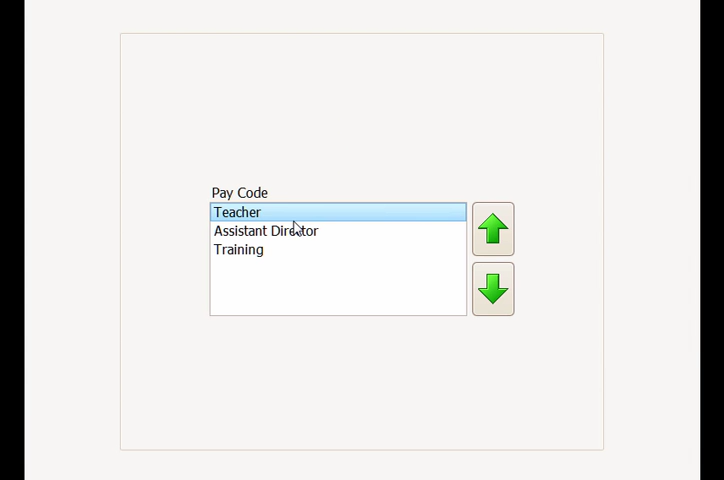 Pay Code
Teacher
Assistant Director
Training